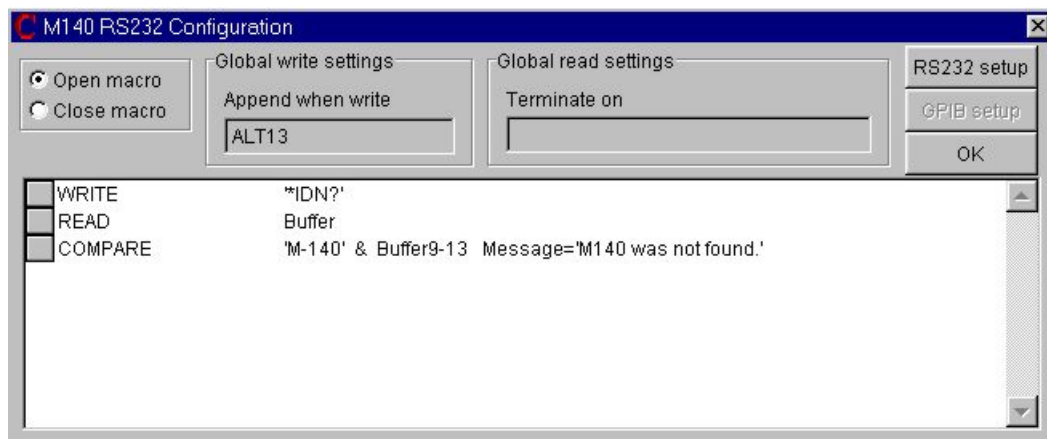 M140 RS232 Configuration
Open macro
Close macro
Global write settings
Append when write
ALT13
Global read settings
Terminate on
RS232 setup
GPIB setup
OK
WRITE '*IDN?'
READ Buffer
COMPARE 'M-140' & Buffer9-13 Message='M140 was not found.'